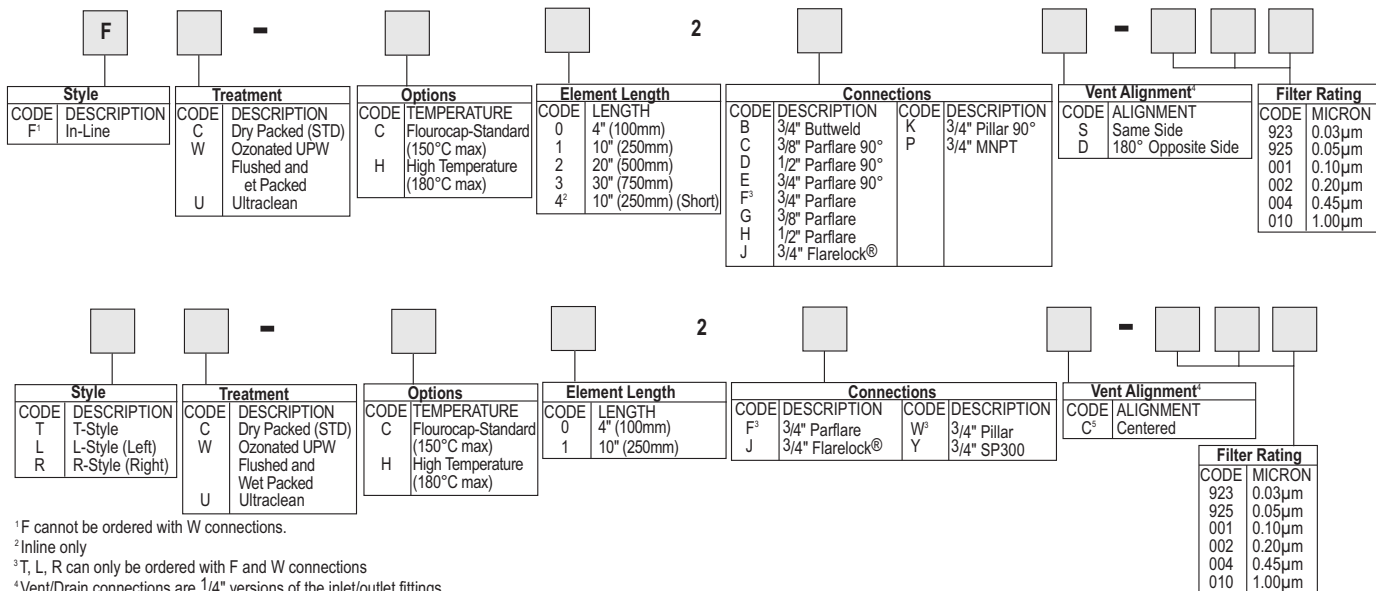 F - 2 -
Style
CODE DESCRIPTION
F¹ In-Line
Treatment
CODE DESCRIPTION
C Dry Packed (STD)
W Ozonated UPW
Flushed and
et Packed
U Ultraclean
Options
CODE TEMPERATURE
C Flourocap-Standard
(150°C max)
H High Temperature
(180°C max)
Element Length
CODE LENGTH
0 4" (100mm)
1 10" (250mm)
2 20" (500mm)
3 30" (750mm)
4² 10" (250mm) (Short)
Connections
CODE DESCRIPTION CODE DESCRIPTION
B 3/4" Buttweld K 3/4" Pillar 90°
C 3/8" Parflare 90° P 3/4" MNPT
D 1/2" Parflare 90°
E 3/4" Parflare 90°
F³ 3/4" Parflare
G 3/8" Parflare
H 1/2" Parflare
J 3/4" Flarelock®
Vent Alignment⁴
CODE ALIGNMENT
S Same Side
D 180° Opposite Side
Filter Rating
CODE MICRON
923 0.03µm
925 0.05µm
001 0.10µm
002 0.20µm
004 0.45µm
010 1.00µm
- 2 -
Style
CODE DESCRIPTION
T T-Style
L L-Style (Left)
R R-Style (Right)
Treatment
CODE DESCRIPTION
C Dry Packed (STD)
W Ozonated UPW
Flushed and
Wet Packed
U Ultraclean
Options
CODE TEMPERATURE
C Flourocap-Standard
(150°C max)
H High Temperature
(180°C max)
Element Length
CODE LENGTH
0 4" (100mm)
1 10" (250mm)
Connections
CODE DESCRIPTION CODE DESCRIPTION
F³ 3/4" Parflare W³ 3/4" Pillar
J 3/4" Flarelock® Y 3/4" SP300
Vent Alignment⁴
CODE ALIGNMENT
C⁵ Centered
Filter Rating
CODE MICRON
923 0.03µm
925 0.05µm
001 0.10µm
002 0.20µm
004 0.45µm
010 1.00µm
¹F cannot be ordered with W connections.
²Inline only
³T, L, R can only be ordered with F and W connections
⁴Vent/Drain connections are 1/4" versions of the inlet/outlet fittings